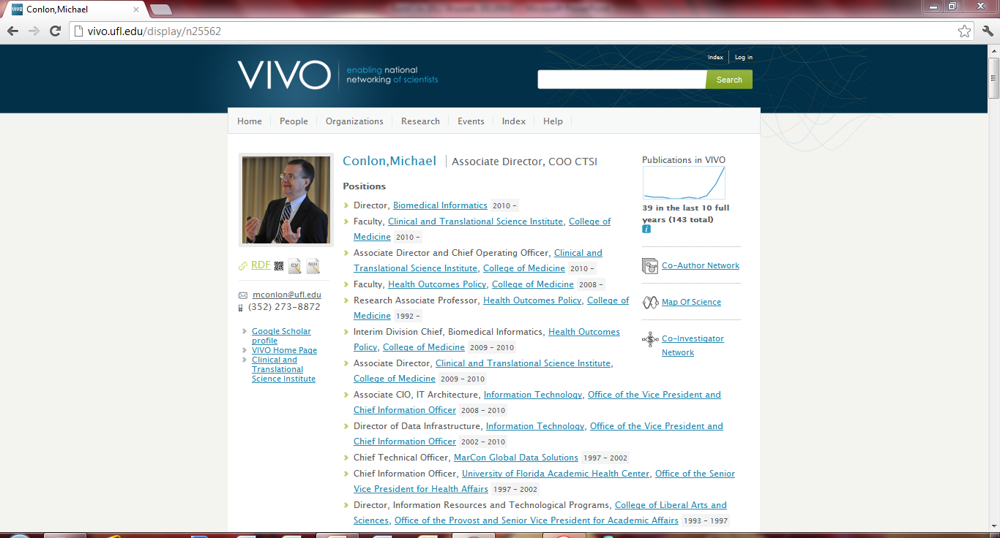 Conlon,Michael
vivo.ufl.edu/display/n25562
Index Log in
VIVO enabling national
networking of scientists
Search
Home People Organizations Research Events Index Help
Conlon,Michael Associate Director, COO CTSI
Positions
Director, Biomedical Informatics 2010 -
Faculty, Clinical and Translational Science Institute, College of
Medicine 2010 -
Associate Director and Chief Operating Officer, Clinical and
Translational Science Institute, College of Medicine 2010 -
Faculty, Health Outcomes Policy, College of Medicine 2008 -
Research Associate Professor, Health Outcomes Policy, College of
Medicine 1992 -
Interim Division Chief, Biomedical Informatics, Health Outcomes
Policy, College of Medicine 2009 - 2010
Associate Director, Clinical and Translational Science Institute,
College of Medicine 2009 - 2010
Associate CIO, IT Architecture, Information Technology, Office of the Vice President and
Chief Information Officer 2008 - 2010
Director of Data Infrastructure, Information Technology, Office of the Vice President and
Chief Information Officer 2002 - 2010
Chief Technical Officer, MarCon Global Data Solutions 1997 - 2002
Chief Information Officer, University of Florida Academic Health Center, Office of the Senior
Vice President for Health Affairs 1997 - 2002
Director, Information Resources and Technological Programs, College of Liberal Arts and
Sciences, Office of the Provost and Senior Vice President for Academic Affairs 1993 - 1997
RDF CV NIH
mconlon@ufl.edu
(352) 273-8872
Google Scholar
profile
VIVO Home Page
Clinical and
Translational
Science Institute
Publications in VIVO
39 in the last 10 full
years (143 total)
i
Co-Author Network
Map Of Science
Co-Investigator
Network